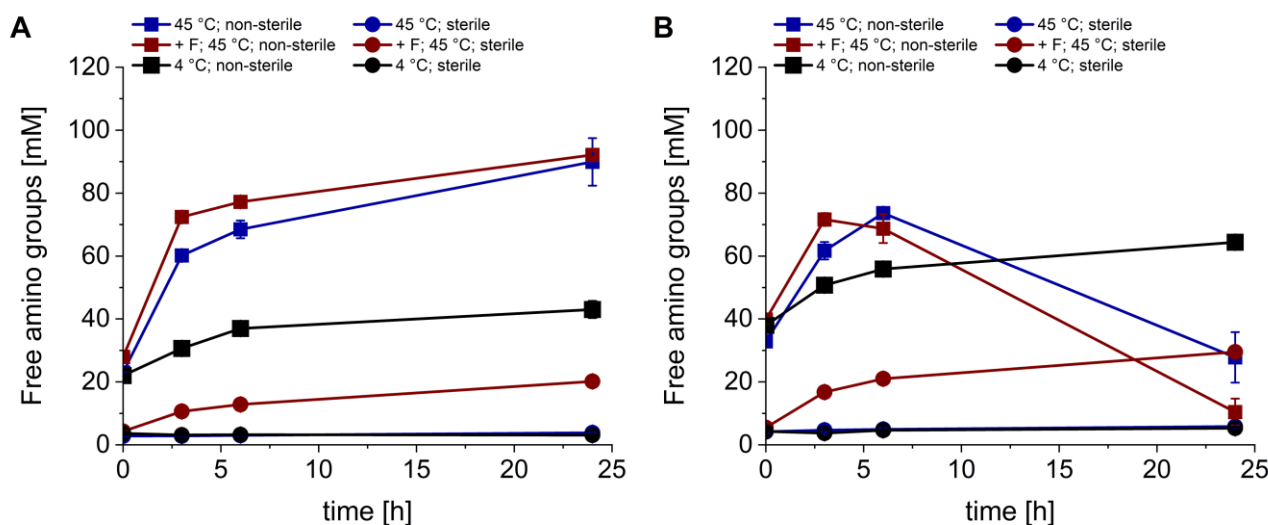 A
45 °C; non-sterile 45 °C; sterile
+ F; 45 °C; non-sterile + F; 45 °C; sterile
4 °C; non-sterile 4 °C; sterile
120
100
80
60
40
20
0
Free amino groups [mM]
0 5 10 15 20 25
time [h]
B
45 °C; non-sterile 45 °C; sterile
+ F; 45 °C; non-sterile + F; 45 °C; sterile
4 °C; non-sterile 4 °C; sterile
120
100
80
60
40
20
0
Free amino groups [mM]
0 5 10 15 20 25
time [h]